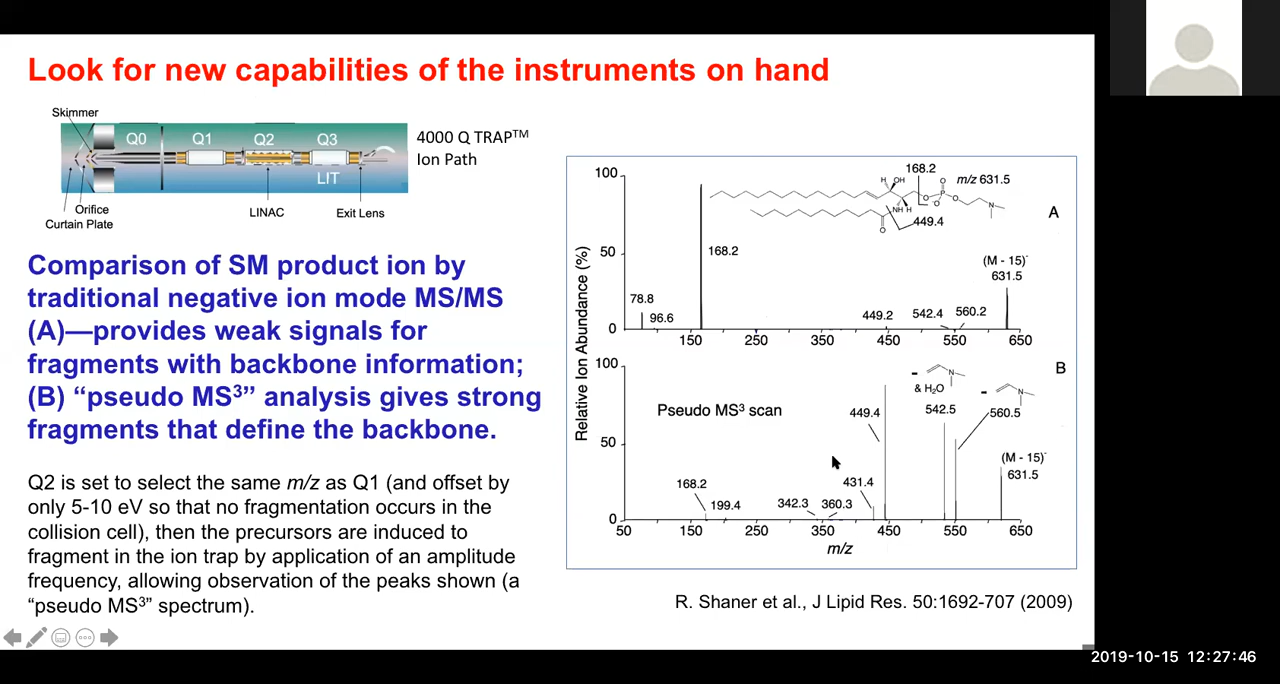 Look for new capabilities of the instruments on hand
Skimmer
Q0 Q1 Q2 Q3
LIT
4000 Q TRAP™
Ion Path
Orifice
Curtain Plate
LINAC
Exit Lens
Comparison of SM product ion by
traditional negative ion mode MS/MS
(A)—provides weak signals for
fragments with backbone information;
(B) “pseudo MS³” analysis gives strong
fragments that define the backbone.
Q2 is set to select the same m/z as Q1 (and offset by
only 5-10 eV so that no fragmentation occurs in the
collision cell), then the precursors are induced to
fragment in the ion trap by application of an amplitude
frequency, allowing observation of the peaks shown (a
“pseudo MS³” spectrum).
Relative Ion Abundance (%)
100
50
0
168.2
m/z 631.5
A
H OH
O
O P O
O
N
NH H
O
449.4
168.2
(M - 15)⁻
631.5
78.8
96.6
449.2
542.4
560.2
150 250 350 450 550 650
100
50
0
B
Pseudo MS³ scan
- N
& H₂O
542.5
- N
560.5
449.4
(M - 15)⁻
631.5
168.2
199.4
342.3
360.3
431.4
50 150 250 350 450 550 650
m/z
R. Shaner et al., J Lipid Res. 50:1692-707 (2009)
2019-10-15 12:27:46